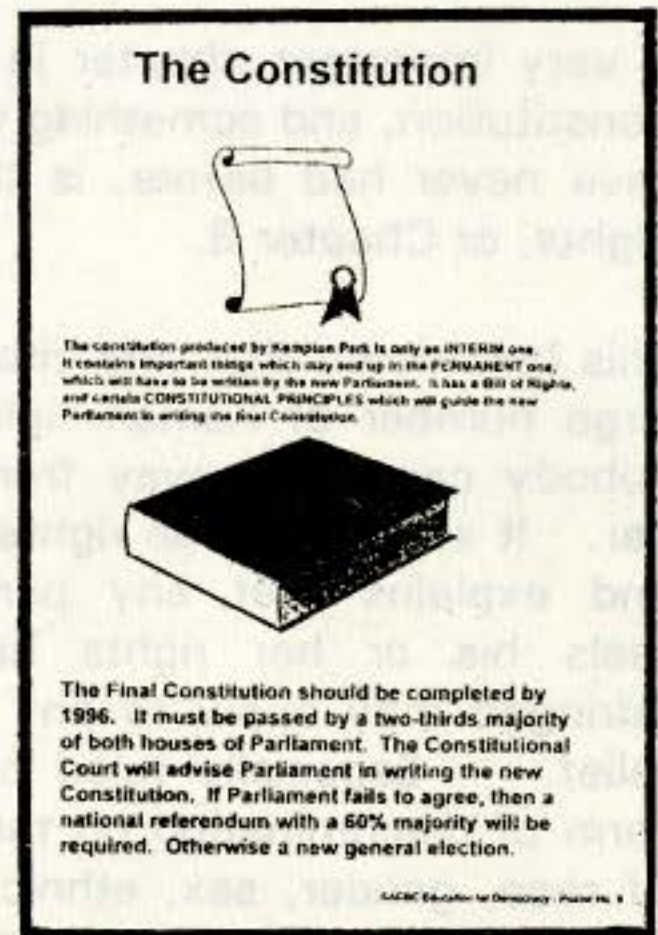 The Constitution
The constitution produced by Kempton Park is only an INTERIM one.
It contains important things which may end up in the PERMANENT one,
which will have to be written by the new Parliament. It has a Bill of Rights,
and certain CONSTITUTIONAL PRINCIPLES which will guide the new
Parliament in writing the final Constitution.
The Final Constitution should be completed by
1996. It must be passed by a two-thirds majority
of both houses of Parliament. The Constitutional
Court will advise Parliament in writing the new
Constitution. If Parliament fails to agree, then a
national referendum with a 60% majority will be
required. Otherwise a new general election.
Education for Democracy : Poster No.